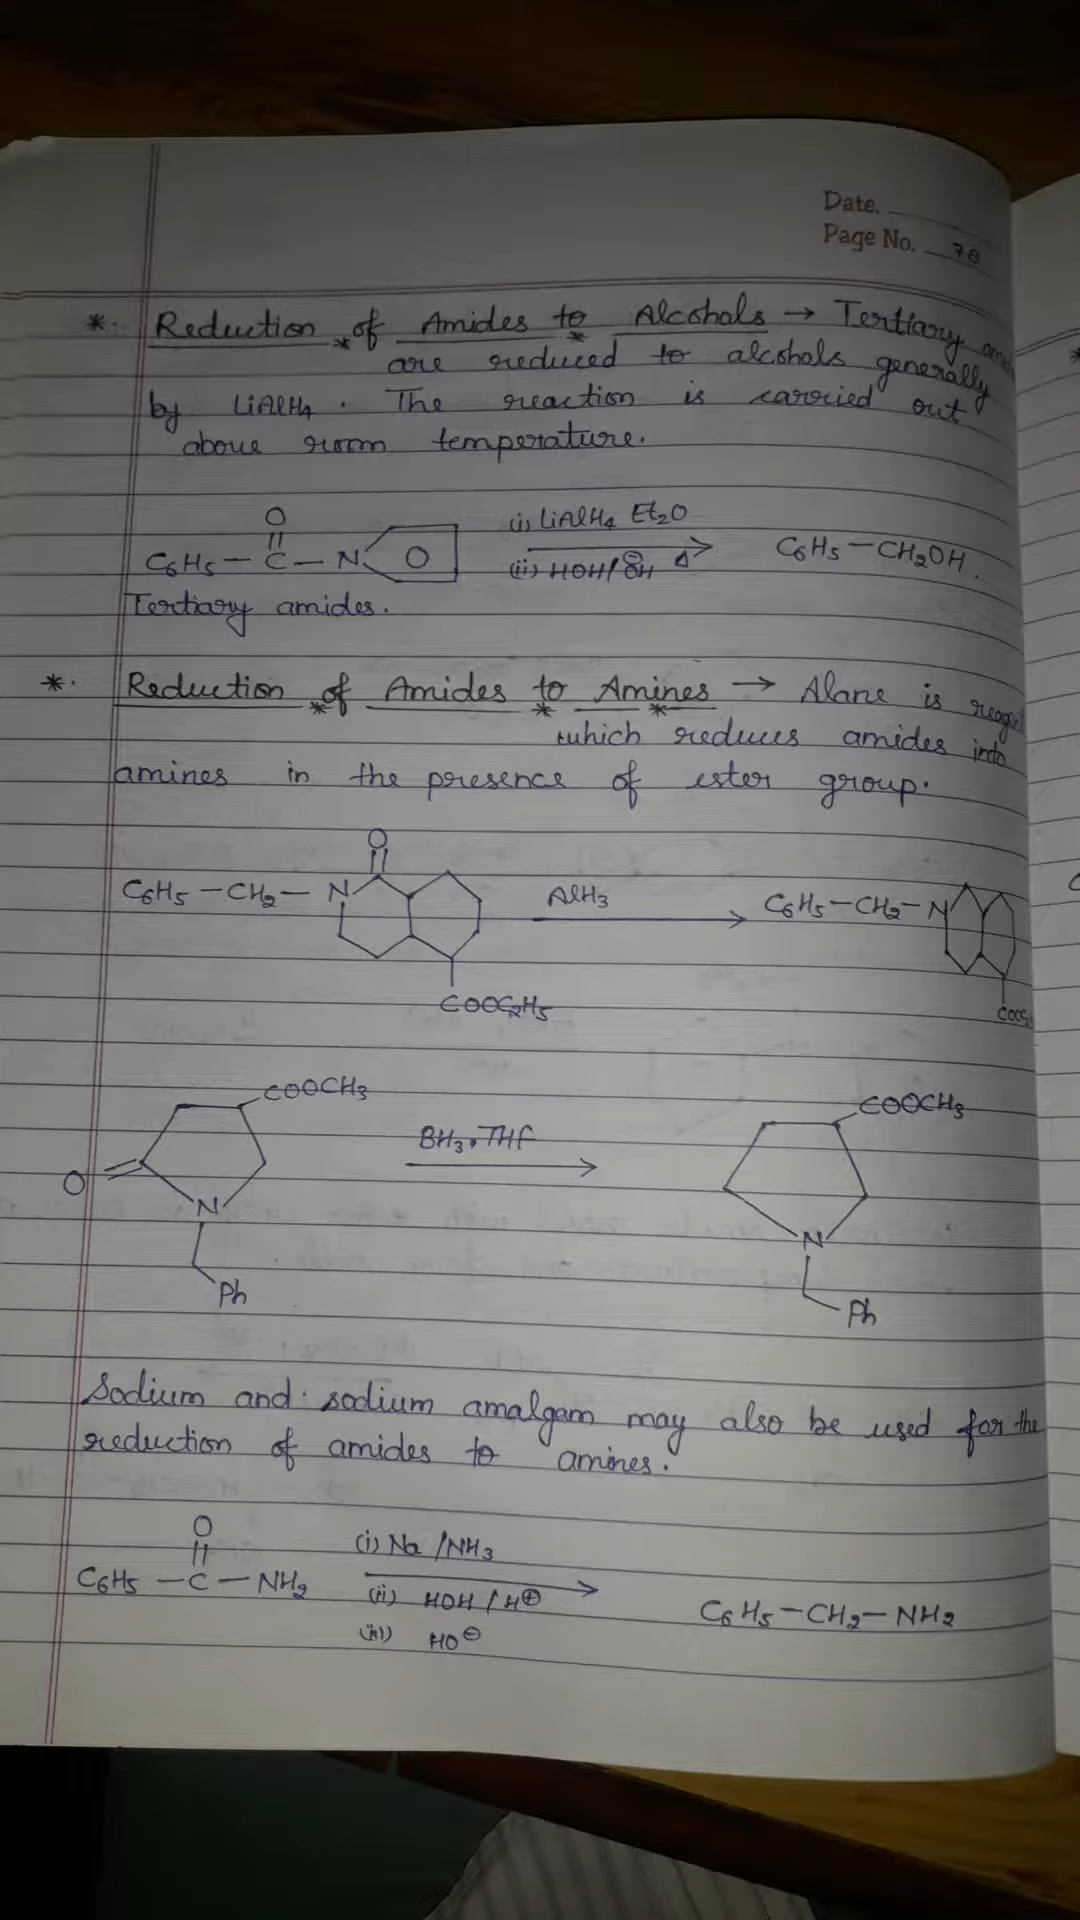 Date.
Page No. 70
*. Reduction of Amides to Alcohols → Tertiary
are reduced to alcohols generally
by LiAlH4. The reaction is carried out
above room temperature.
O
C6H5 — C — N O
(i) LiAlH4 Et2O
(ii) HOH/ ⊖OH Δ
C6H5 — CH2OH.
Tertiary amides.
*. Reduction of Amides to Amines → Alane is
which reduces amides into
amines in the presence of ester group.
O
C6H5 — CH2 — N
AlH3
C6H5 — CH2 — N
COOC2H5
COOCH3
O
N
Ph
BH3, THF
COOCH3
N
Ph
Sodium and sodium amalgam may also be used for the
reduction of amides to amines.
O
C6H5 — C — NH2
(i) Na /NH3
(ii) HOH / H⊕
(iii) HO⊖
C6H5 — CH2 — NH2